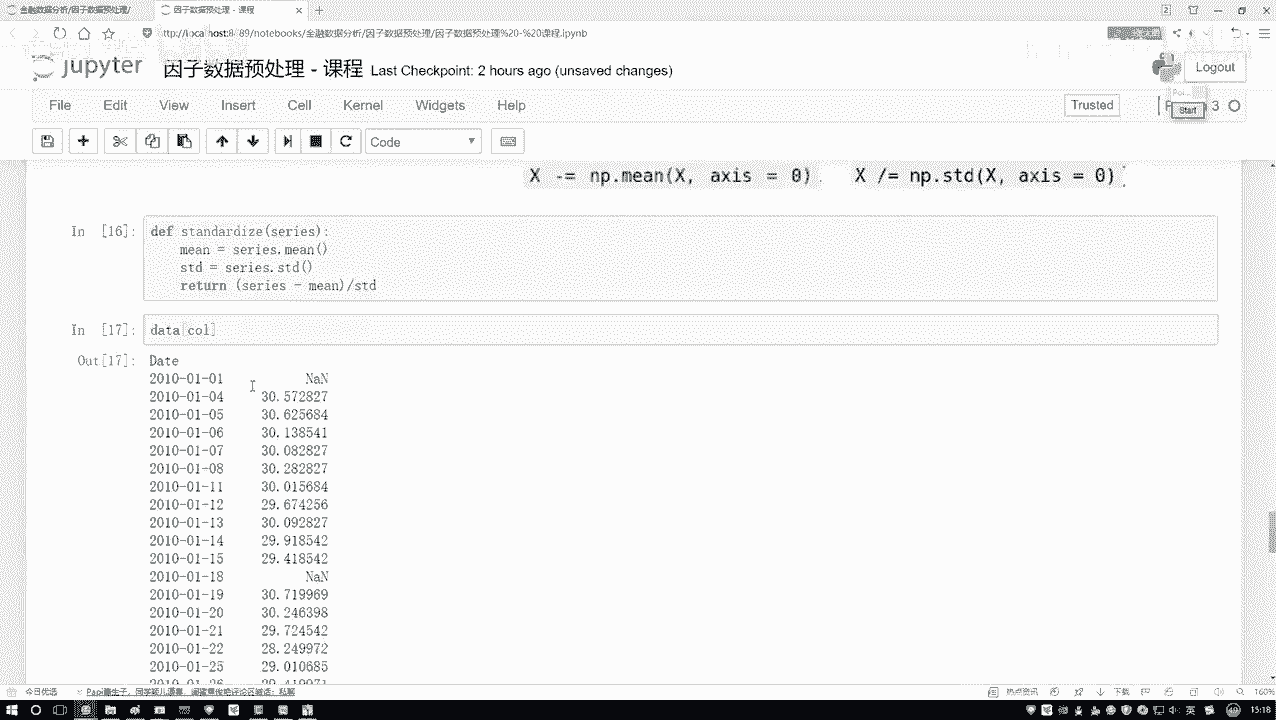 金融数据分析/因子数据预处理/
因子数据预处理 - 课程
ttp://localhost:8889/notebooks/金融数据分析/因子数据预处理/因子数据预处理%20-%20课程.ipynb
jupyter 因子数据预处理 - 课程 Last Checkpoint: 2 hours ago (unsaved changes)
Logout
File Edit View Insert Cell Kernel Widgets Help
Trusted
3
Start
Code
X -= np.mean(X, axis = 0) X /= np.std(X, axis = 0)
In [16]: def standardize(series):
mean = series.mean()
std = series.std()
return (series - mean)/std
In [17]: data[col]
Out[17]: Date
2010-01-01 NaN
2010-01-04 30.572827
2010-01-05 30.625684
2010-01-06 30.138541
2010-01-07 30.082827
2010-01-08 30.282827
2010-01-11 30.015684
2010-01-12 29.674256
2010-01-13 30.092827
2010-01-14 29.918542
2010-01-15 29.418542
2010-01-18 NaN
2010-01-19 30.719969
2010-01-20 30.246398
2010-01-21 29.724542
2010-01-22 28.249972
2010-01-25 29.010685
今日优选
热点资讯
下载
160%
英
15:18